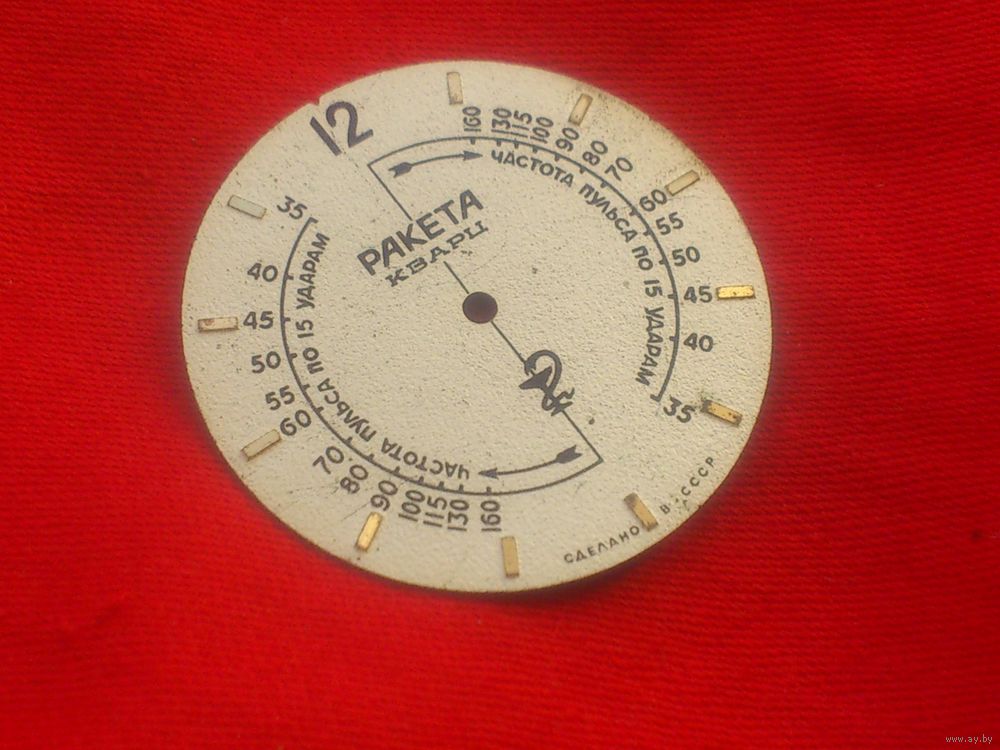 12
160 130 115 100 90 80 70 60 55 50 45 40 35
ЧАСТОТА ПУЛЬСА ПО 15 УДАРАМ
РАКЕТА
КВАРЦ
35 40 45 50 55 60 70 80 90 100 115 130 160
ЧАСТОТА ПУЛЬСА ПО 15 УДАРАМ
СДЕЛАНО В СССР
www.ay.by